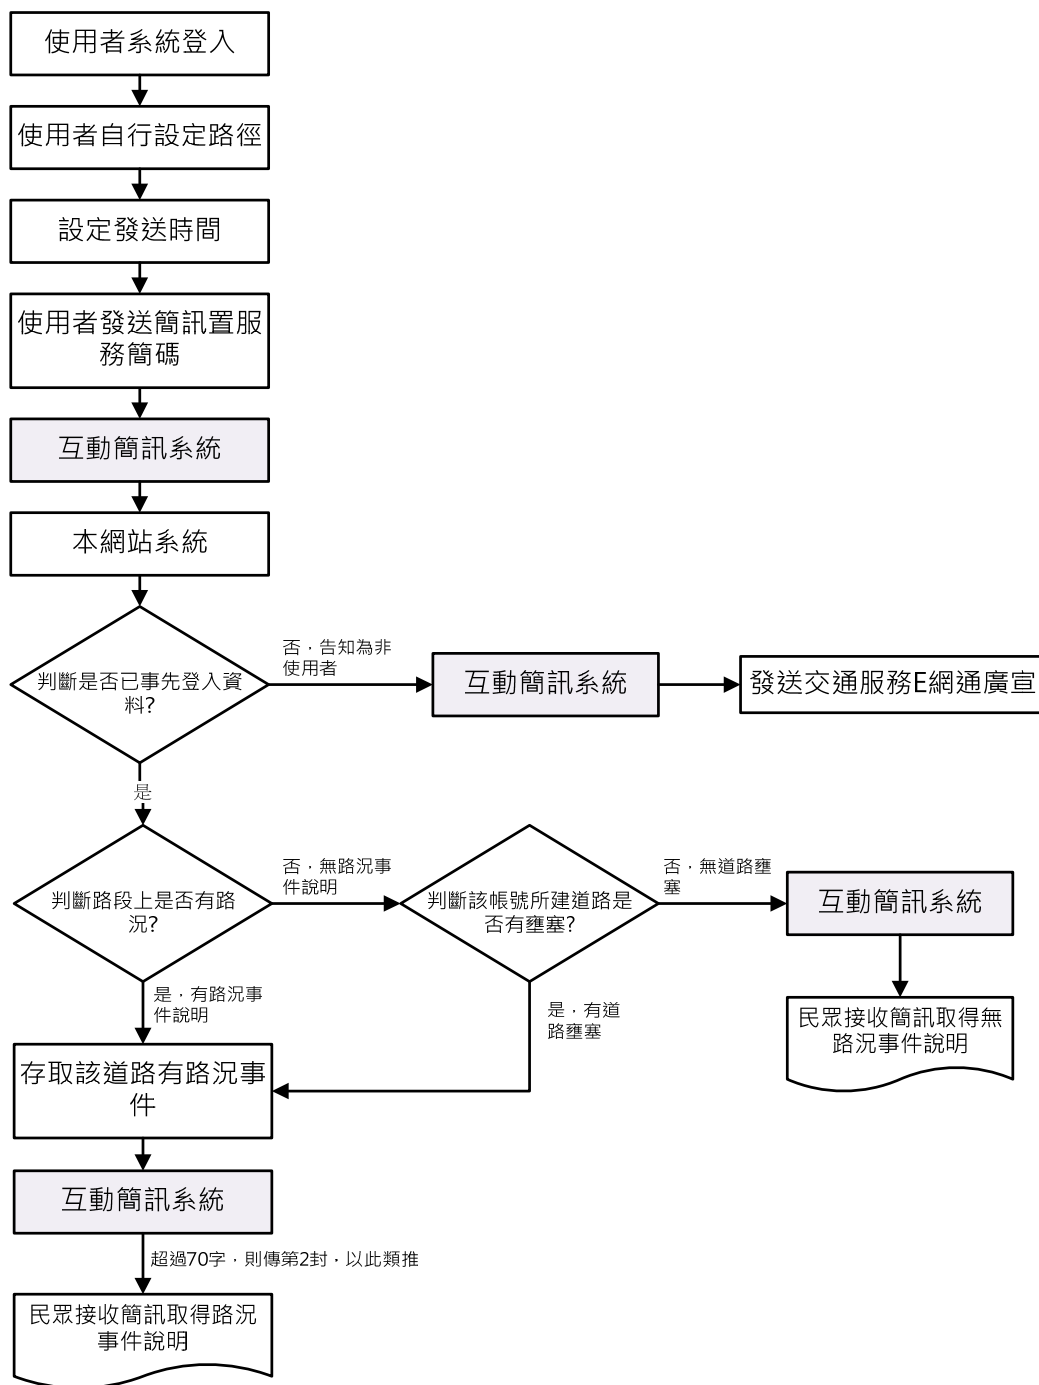 使用者系統登入
使用者自行設定路徑
設定發送時間
使用者發送簡訊置服
務簡碼
互動簡訊系統
本網站系統
判斷是否已事先登入資
料?
否，告知為非
使用者
互動簡訊系統
發送交通服務E網通廣宣
是
判斷路段上是否有路
況?
否，無路況事
件說明
判斷該帳號所建道路是
否有壅塞?
否，無道路壅
塞
互動簡訊系統
民眾接收簡訊取得無
路況事件說明
是，有路況事
件說明
是，有道
路壅塞
存取該道路有路況事
件
互動簡訊系統
超過70字，則傳第2封，以此類推
民眾接收簡訊取得路況
事件說明